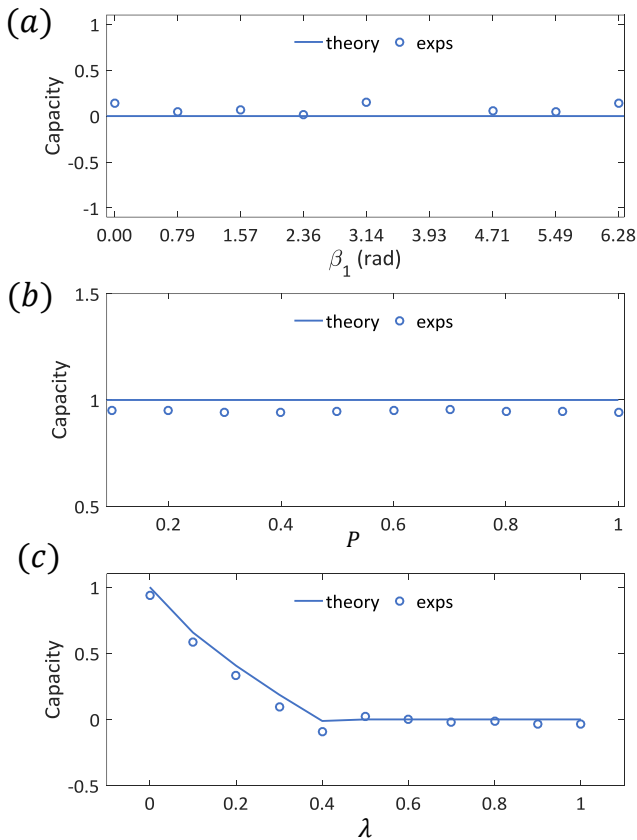 (a)
1
0.5
0
-0.5
-1
Capacity
theory exps
0.00 0.79 1.57 2.36 3.14 3.93 4.71 5.49 6.28
β1 (rad)
(b)
1.5
1
0.5
Capacity
theory exps
0.2 0.4 0.6 0.8 1
P
(c)
1
0.5
0
-0.5
Capacity
theory exps
0 0.2 0.4 0.6 0.8 1
λ